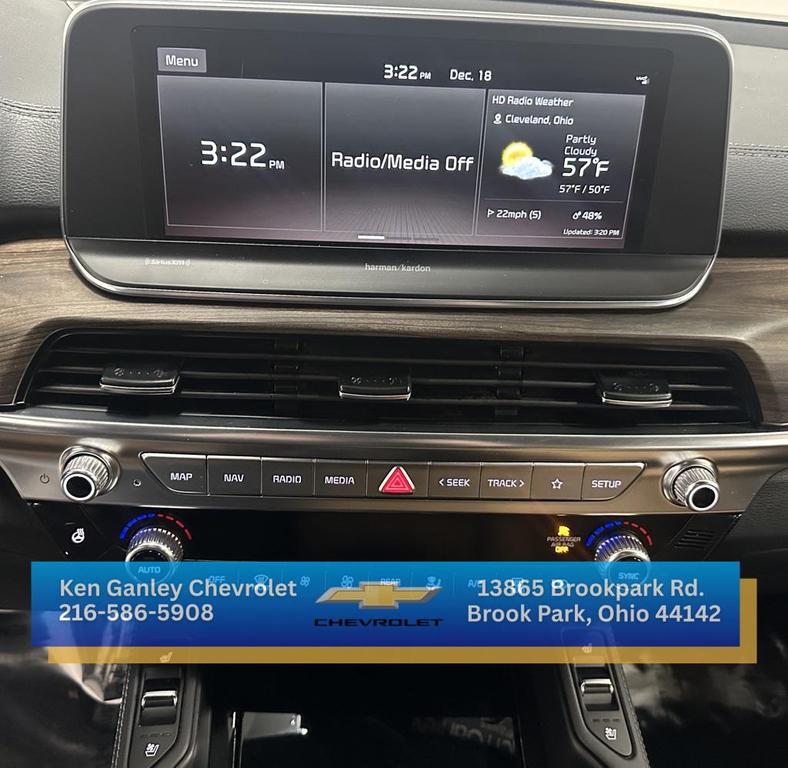 Menu
3:22 PM Dec. 18
3:22 PM
Radio/Media Off
HD Radio Weather
Cleveland, Ohio
Partly
Cloudy
57°F
57°F / 50°F
22mph (S)
48%
Updated: 3:20 PM
SiriusXM
harman/kardon
MAP
NAV
RADIO
MEDIA
< SEEK
TRACK >
SETUP
PASSENGER
AIR BAG
OFF
AUTO
OFF
REAR
SYNC
Ken Ganley Chevrolet
216-586-5908
CHEVROLET
13865 Brookpark Rd.
Brook Park, Ohio 44142